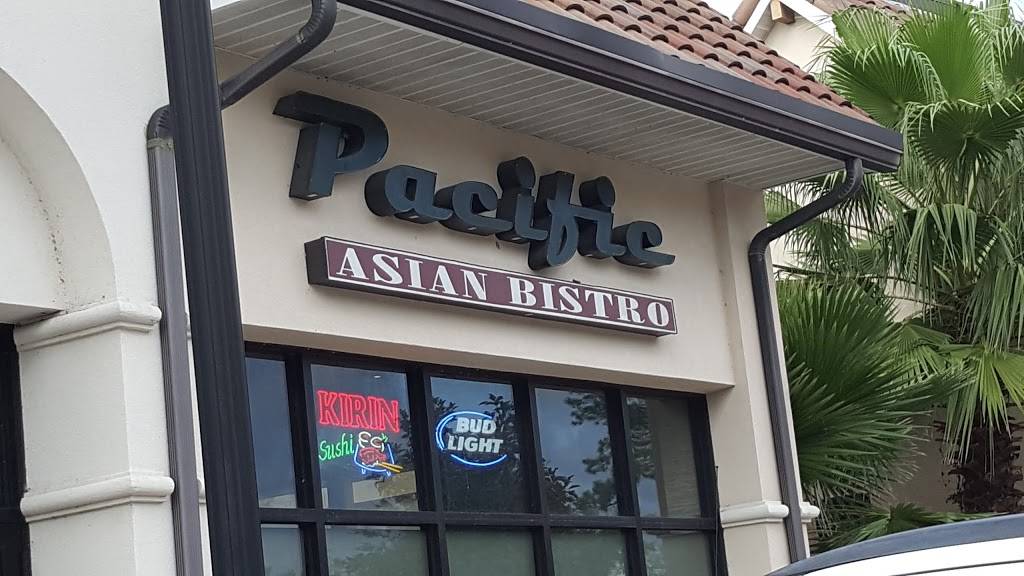 Pacific
ASIAN BISTRO
KIRIN
Sushi
BUD
LIGHT